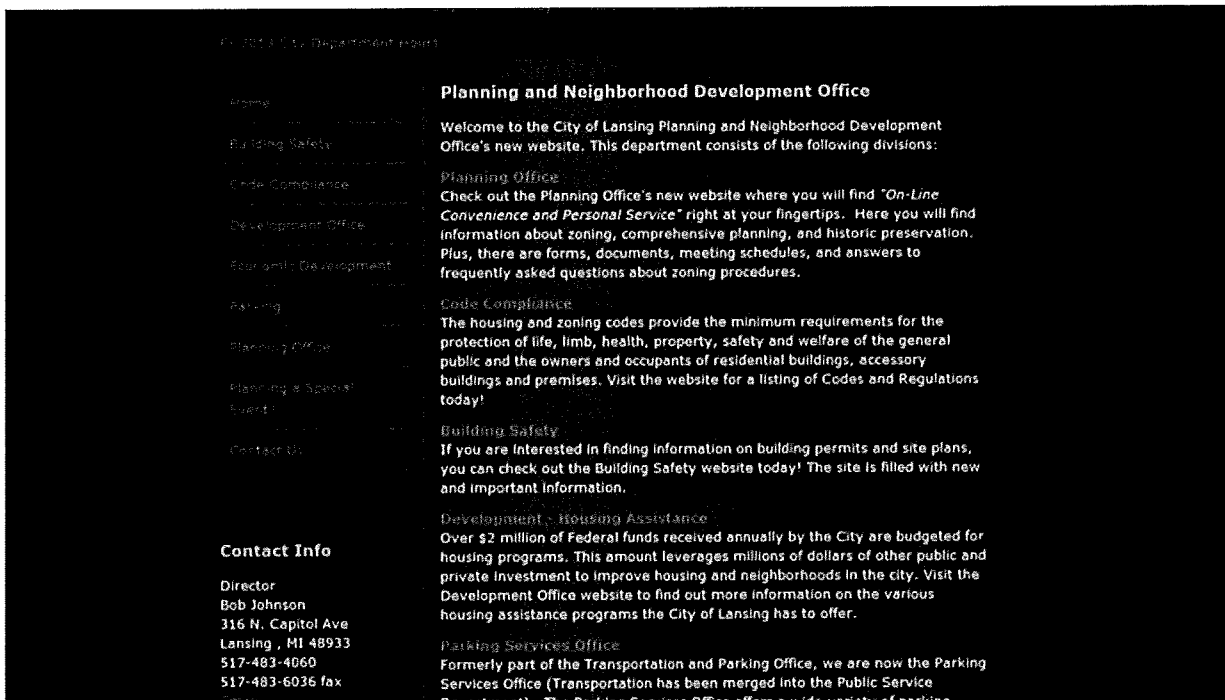 FY 2013 City Department
Home
Building Safety
Code Compliance
Development Office
Economic Development
Parking
Planning Office
Planning a Special
Event?
Contact Us
Contact Info
Director
Bob Johnson
316 N. Capitol Ave
Lansing , MI 48933
517-483-4060
517-483-6036 fax
Planning and Neighborhood Development Office
Welcome to the City of Lansing Planning and Neighborhood Development
Office's new website. This department consists of the following divisions:
Planning Office
Check out the Planning Office's new website where you will find "On-Line
Convenience and Personal Service" right at your fingertips. Here you will find
information about zoning, comprehensive planning, and historic preservation.
Plus, there are forms, documents, meeting schedules, and answers to
frequently asked questions about zoning procedures.
Code Compliance
The housing and zoning codes provide the minimum requirements for the
protection of life, limb, health, property, safety and welfare of the general
public and the owners and occupants of residential buildings, accessory
buildings and premises. Visit the website for a listing of Codes and Regulations
today!
Building Safety
If you are interested in finding information on building permits and site plans,
you can check out the Building Safety website today! The site is filled with new
and important information.
Development - Housing Assistance
Over $2 million of Federal funds received annually by the City are budgeted for
housing programs. This amount leverages millions of dollars of other public and
private investment to improve housing and neighborhoods in the city. Visit the
Development Office website to find out more information on the various
housing assistance programs the City of Lansing has to offer.
Parking Services Office
Formerly part of the Transportation and Parking Office, we are now the Parking
Services Office (Transportation has been merged into the Public Service